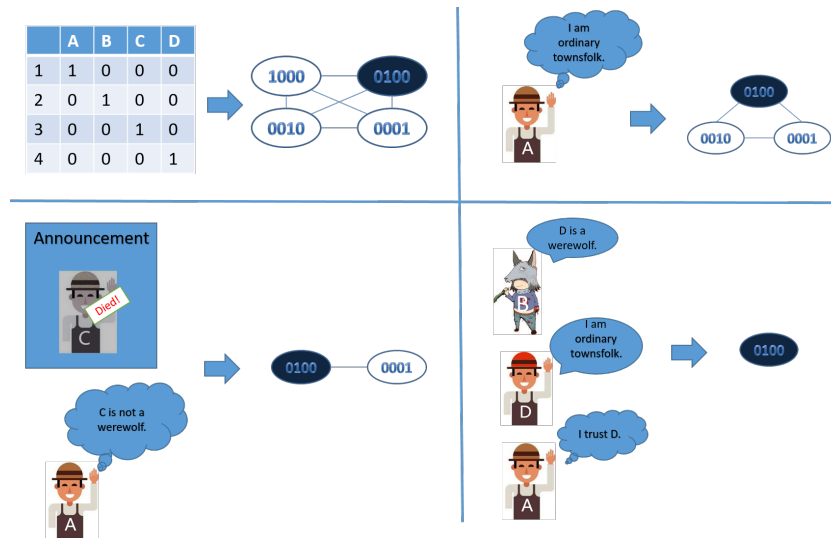 A B C D
1 1 0 0 0
2 0 1 0 0
3 0 0 1 0
4 0 0 0 1
1000 0100
0010 0001
I am
ordinary
townsfolk.
A
0100
0010 0001
Announcement
Died!
C
C is not a
werewolf.
A
0100 0001
D is a
werewolf.
B
I am
ordinary
townsfolk.
D
I trust D.
A
0100